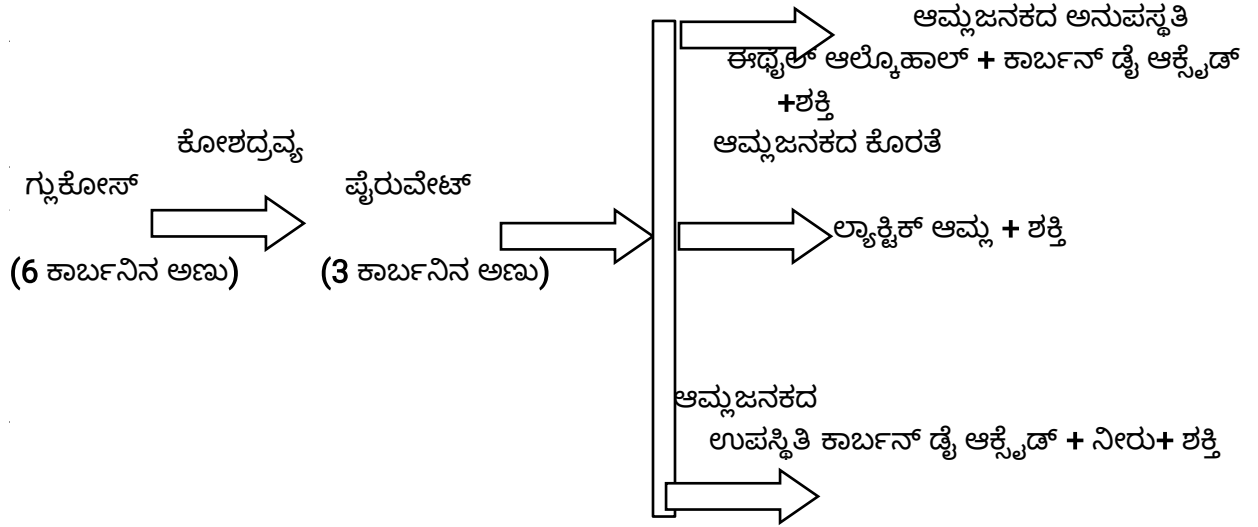 ಆಮ್ಲಜನಕದ ಅನುಪಸ್ಥತಿ
ಈಥೈಲ್ ಆಲ್ಕೊಹಾಲ್ + ಕಾರ್ಬನ್ ಡೈ ಆಕ್ಸೈಡ್
+ಶಕ್ತಿ
ಕೋಶದ್ರವ್ಯ
ಆಮ್ಲಜನಕದ ಕೊರತೆ
ಗ್ಲುಕೋಸ್
ಪೈರುವೇಟ್
ಲ್ಯಾಕ್ಟಿಕ್ ಆಮ್ಲ + ಶಕ್ತಿ
(6 ಕಾರ್ಬನಿನ ಅಣು)
(3 ಕಾರ್ಬನಿನ ಅಣು)
ಆಮ್ಲಜನಕದ
ಉಪಸ್ಥಿತಿ ಕಾರ್ಬನ್ ಡೈ ಆಕ್ಸೈಡ್ + ನೀರು+ ಶಕ್ತಿ